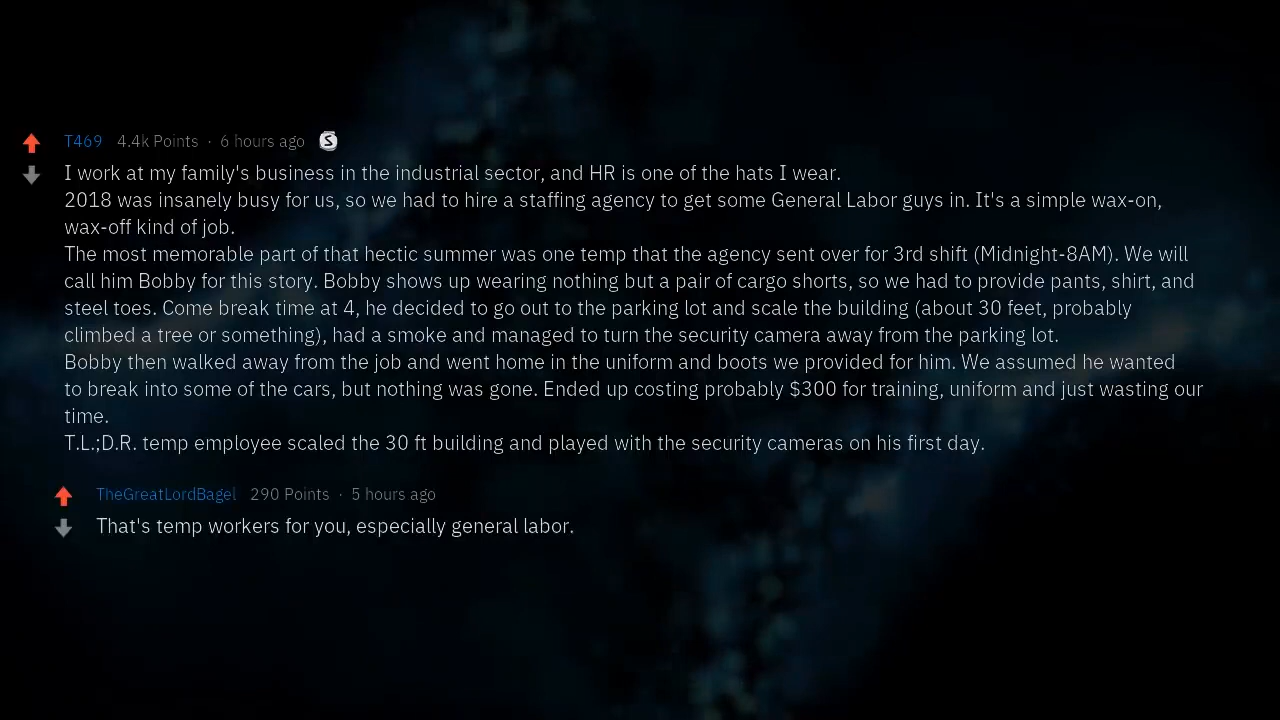 T469 4.4k Points · 6 hours ago S
I work at my family's business in the industrial sector, and HR is one of the hats I wear.
2018 was insanely busy for us, so we had to hire a staffing agency to get some General Labor guys in. It's a simple wax-on,
wax-off kind of job.
The most memorable part of that hectic summer was one temp that the agency sent over for 3rd shift (Midnight-8AM). We will
call him Bobby for this story. Bobby shows up wearing nothing but a pair of cargo shorts, so we had to provide pants, shirt, and
steel toes. Come break time at 4, he decided to go out to the parking lot and scale the building (about 30 feet, probably
climbed a tree or something), had a smoke and managed to turn the security camera away from the parking lot.
Bobby then walked away from the job and went home in the uniform and boots we provided for him. We assumed he wanted
to break into some of the cars, but nothing was gone. Ended up costing probably $300 for training, uniform and just wasting our
time.
T.L.;D.R. temp employee scaled the 30 ft building and played with the security cameras on his first day.
TheGreatLordBagel 290 Points · 5 hours ago
That's temp workers for you, especially general labor.